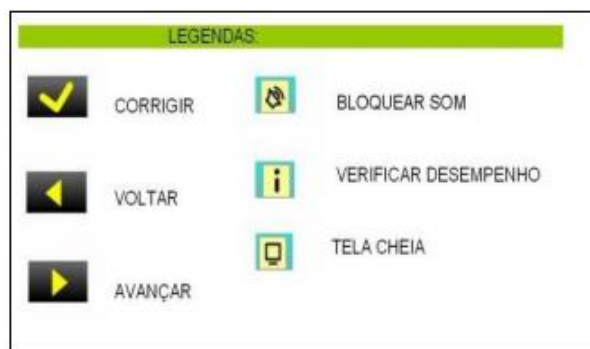 LEGENDAS:
CORRIGIR
VOLTAR
AVANÇAR
BLOQUEAR SOM
VERIFICAR DESEMPENHO
TELA CHEIA